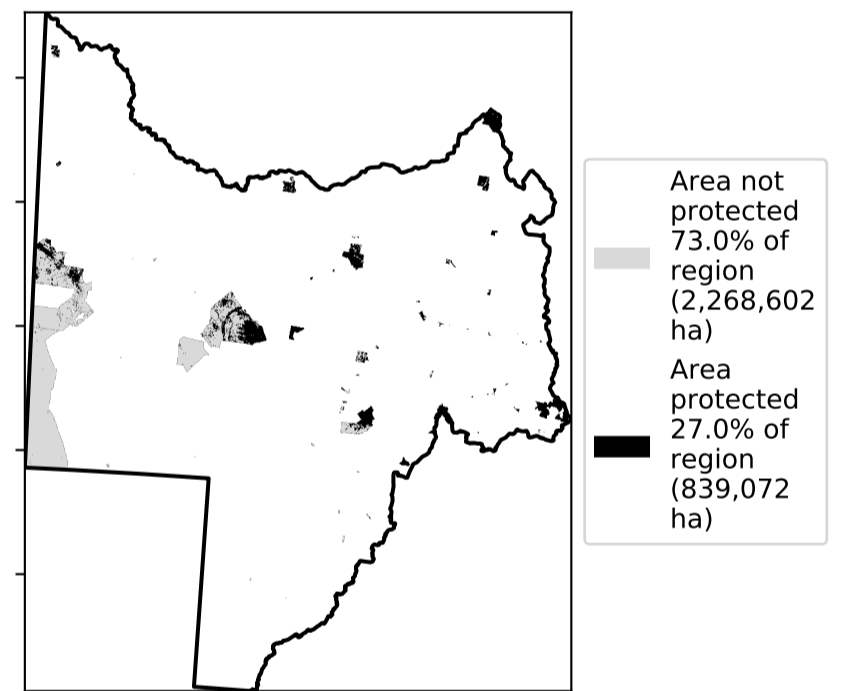 Area not
protected
73.0% of
region
(2,268,602
ha)
Area
protected
27.0% of
region
(839,072
ha)